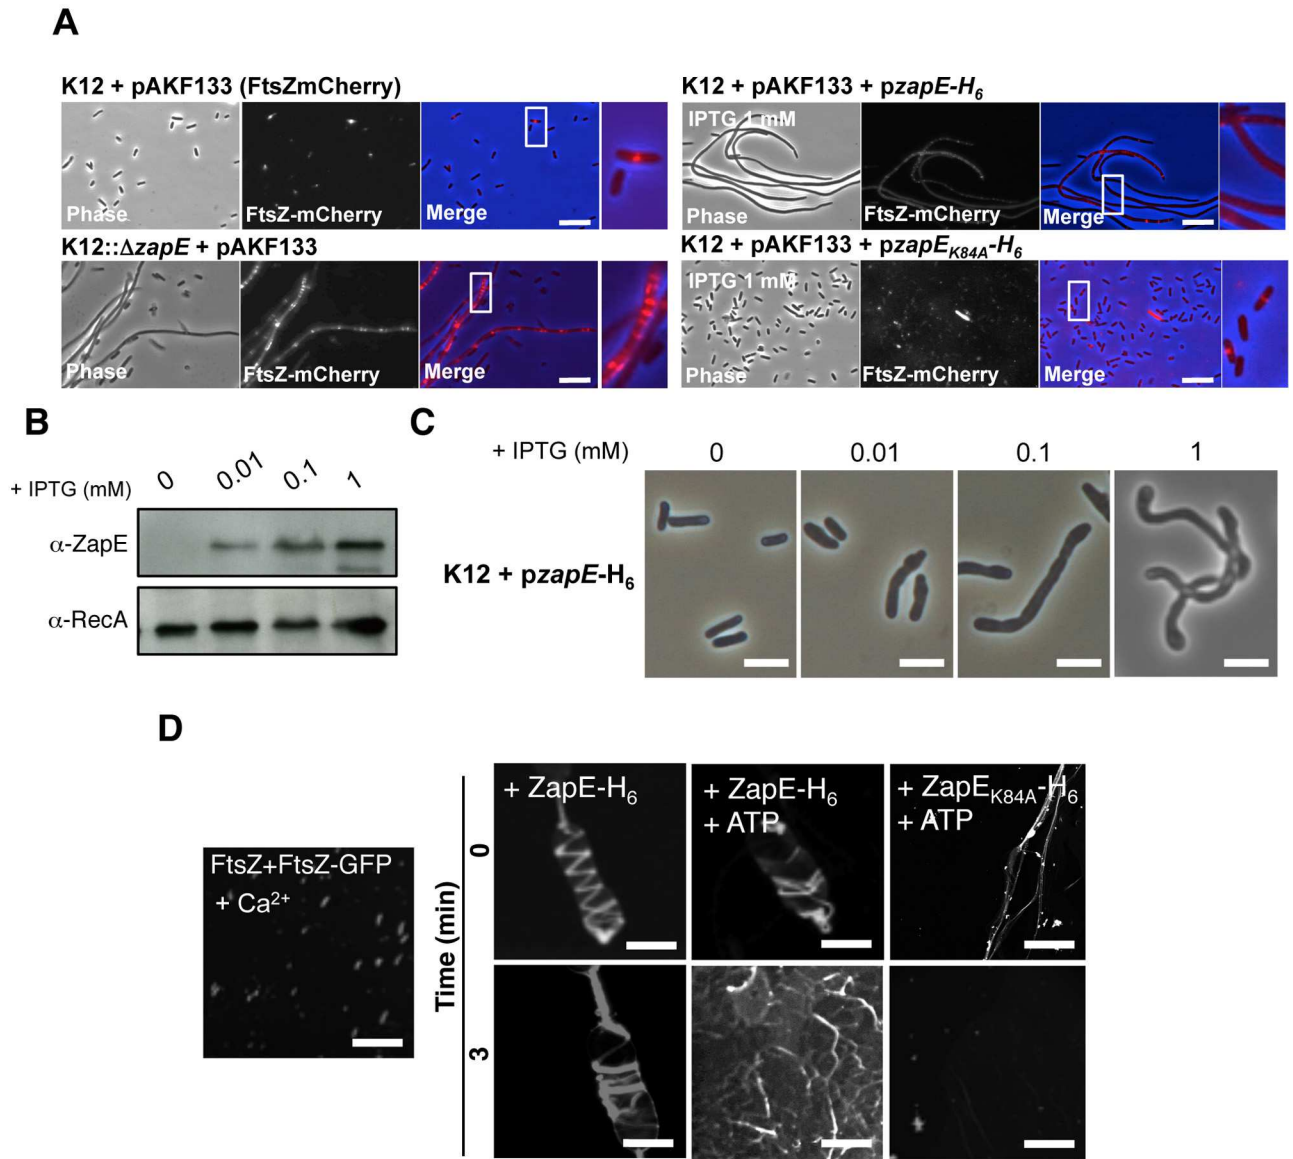 A
K12 + pAKF133 (FtsZmCherry)
Phase
FtsZ-mCherry
Merge
K12 + pAKF133 + pzapE-H6
IPTG 1 mM
Phase
FtsZ-mCherry
Merge
K12::ΔzapE + pAKF133
Phase
FtsZ-mCherry
Merge
K12 + pAKF133 + pzapEK84A-H6
IPTG 1 mM
Phase
FtsZ-mCherry
Merge
B
+ IPTG (mM) 0 0.01 0.1 1
α-ZapE
α-RecA
C
+ IPTG (mM) 0 0.01 0.1 1
K12 + pzapE-H6
D
FtsZ+FtsZ-GFP
+ Ca2+
Time (min)
0
3
+ ZapE-H6
+ ZapE-H6
+ ATP
+ ZapEK84A-H6
+ ATP